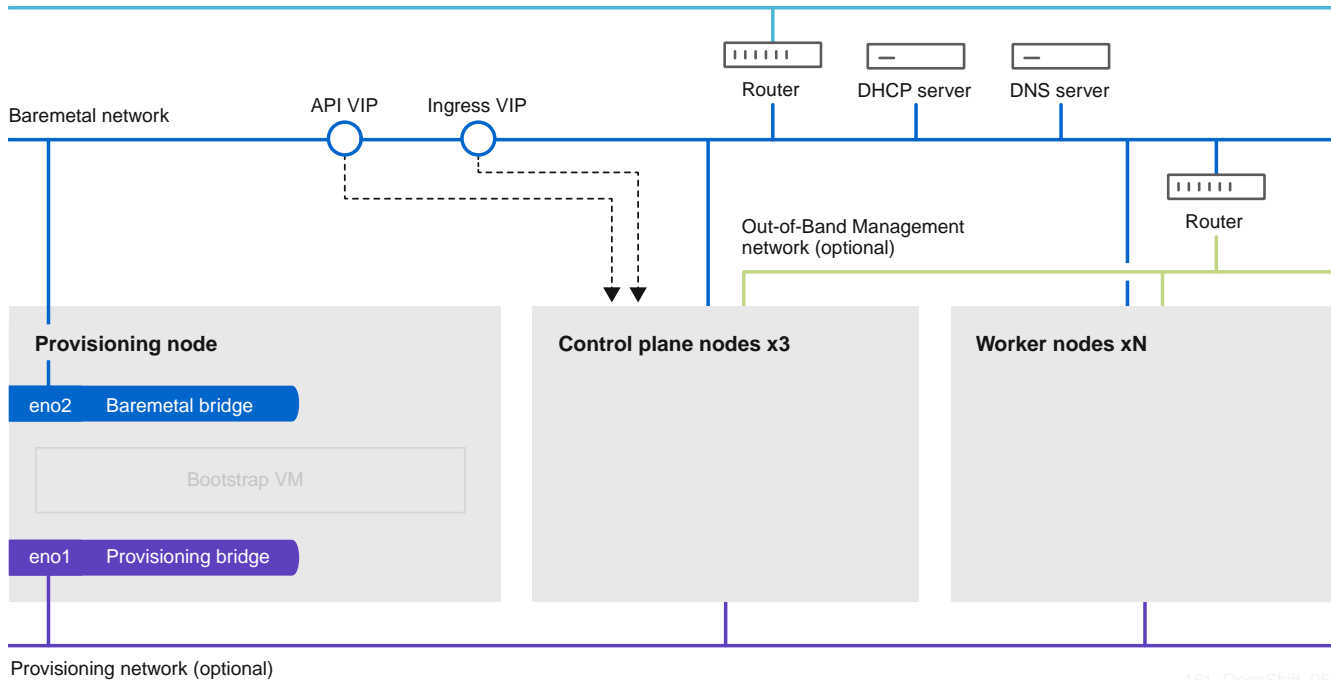 Router
DHCP server
DNS server
Baremetal network
API VIP
Ingress VIP
Router
Out-of-Band Management
network (optional)
Provisioning node
Control plane nodes x3
Worker nodes xN
eno2
Baremetal bridge
Bootstrap VM
eno1
Provisioning bridge
Provisioning network (optional)
161_OpenShift_05